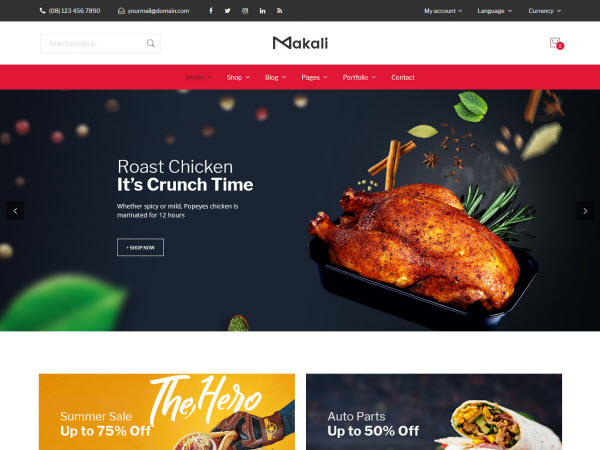 (08) 123 456 7890
yourmail@domain.com
My account
Language
Currency
Search product...
Makali
0
Home
Shop
Blog
Pages
Portfolio
Contact
Roast Chicken
It's Crunch Time
Whether spicy or mild, Popeyes chicken is
marinated for 12 hours
+ SHOP NOW
The Hero
Summer Sale
Up to 75% Off
Auto Parts
Up to 50% Off